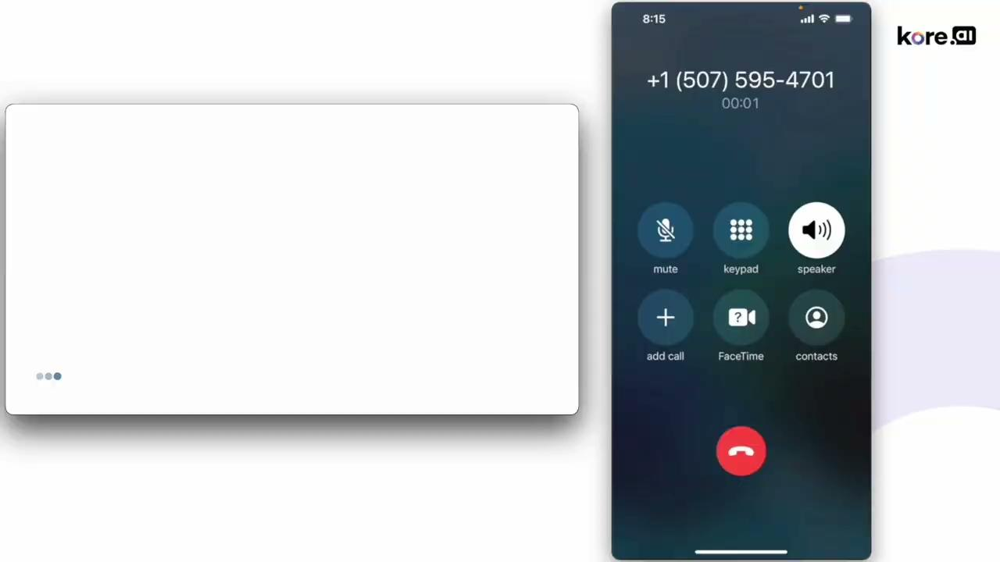 8:15
kore.ai
+1 (507) 595-4701
00:01
mute
keypad
speaker
add call
FaceTime
contacts